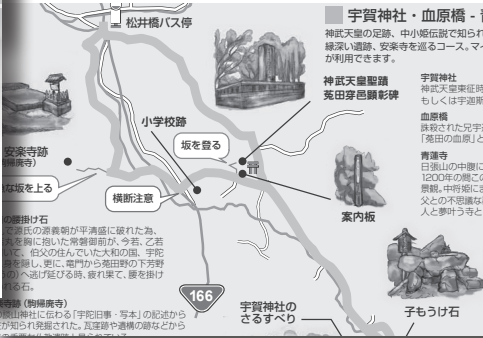 松井橋バス停
宇賀神社・血原橋・
神武天皇の足跡、中小姫伝説で知られ
縁深い遺跡、安楽寺を巡るコース。マイ
が利用できます。
神武天皇聖蹟
菟田穿邑顕彰碑
宇賀神社
神武天皇東征時
もしくは宇迦斯
血原橋
誅殺された兄宇
「菟田の血原」と
青蓮寺
日張山の中腹に
1200年の間この
景観。中将姫にま
父との不思議な
人と夢叶う寺と
小学校跡
坂を登る
安楽寺跡
(駒帰廃寺)
な坂を上る
横断注意
案内板
の腰掛け石
で源氏の源義朝が平清盛に破れた為、
丸を胸に抱いた常磐御前が、今若、乙若
いて、伯父の住んでいた大和の国、宇陀
身を隠し、更に、竜門から菟田野の下芳野
へ逃げ延びる時、疲れ果て、腰を掛け
れる石。
166
寺跡(駒帰廃寺)
談山神社に伝わる「宇陀旧事・写本」の記述から
が知られ発掘された。瓦窯跡や遺構の跡などから
宇賀神社の
さるすべり
子もうけ石